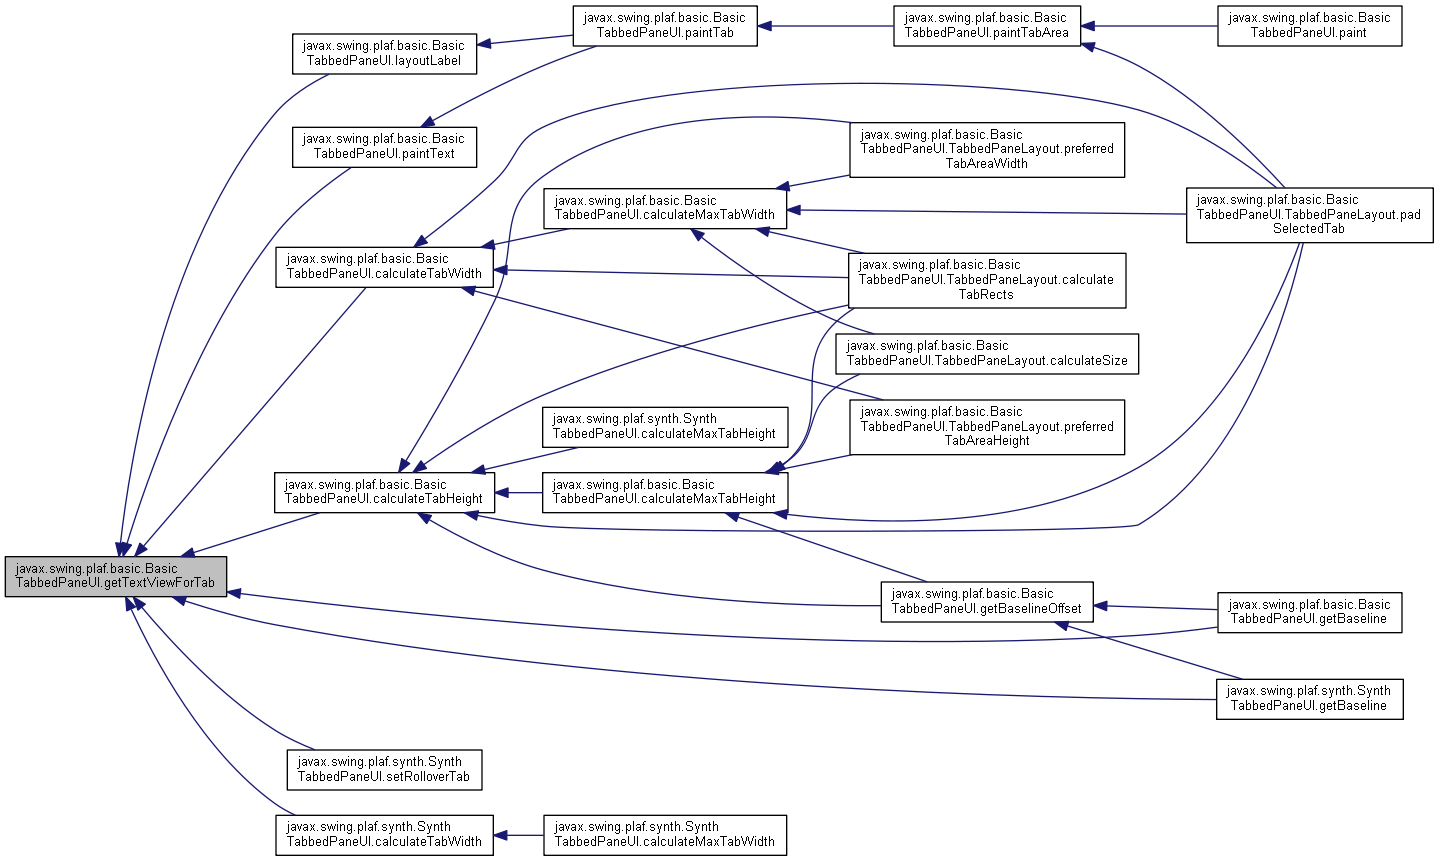 javax.swing.plaf.basic.Basic
TabbedPaneUI.getTextViewForTab
javax.swing.plaf.basic.Basic
TabbedPaneUI.layoutLabel
javax.swing.plaf.basic.Basic
TabbedPaneUI.paintText
javax.swing.plaf.basic.Basic
TabbedPaneUI.calculateTabWidth
javax.swing.plaf.basic.Basic
TabbedPaneUI.calculateTabHeight
javax.swing.plaf.synth.Synth
TabbedPaneUI.setRolloverTab
javax.swing.plaf.synth.Synth
TabbedPaneUI.calculateTabWidth
javax.swing.plaf.basic.Basic
TabbedPaneUI.paintTab
javax.swing.plaf.basic.Basic
TabbedPaneUI.calculateMaxTabWidth
javax.swing.plaf.synth.Synth
TabbedPaneUI.calculateMaxTabHeight
javax.swing.plaf.basic.Basic
TabbedPaneUI.calculateMaxTabHeight
javax.swing.plaf.synth.Synth
TabbedPaneUI.calculateMaxTabWidth
javax.swing.plaf.basic.Basic
TabbedPaneUI.paintTabArea
javax.swing.plaf.basic.Basic
TabbedPaneUI.TabbedPaneLayout.preferred
TabAreaWidth
javax.swing.plaf.basic.Basic
TabbedPaneUI.TabbedPaneLayout.calculate
TabRects
javax.swing.plaf.basic.Basic
TabbedPaneUI.TabbedPaneLayout.calculateSize
javax.swing.plaf.basic.Basic
TabbedPaneUI.TabbedPaneLayout.preferred
TabAreaHeight
javax.swing.plaf.basic.Basic
TabbedPaneUI.getBaselineOffset
javax.swing.plaf.basic.Basic
TabbedPaneUI.paint
javax.swing.plaf.basic.Basic
TabbedPaneUI.TabbedPaneLayout.pad
SelectedTab
javax.swing.plaf.basic.Basic
TabbedPaneUI.getBaseline
javax.swing.plaf.synth.Synth
TabbedPaneUI.getBaseline